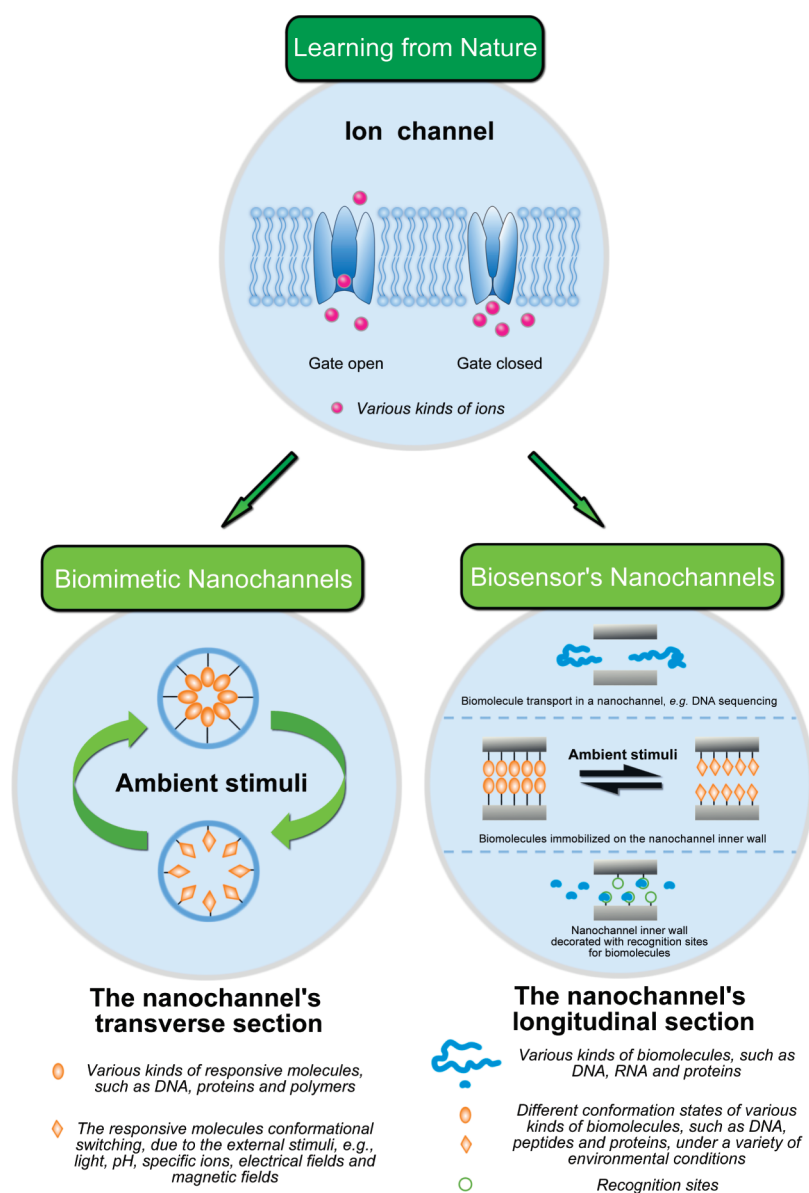 Learning from Nature
Ion channel
Gate open
Gate closed
Various kinds of ions
Biomimetic Nanochannels
Ambient stimuli
The nanochannel's
transverse section
Various kinds of responsive molecules,
such as DNA, proteins and polymers
The responsive molecules conformational
switching, due to the external stimuli, e.g.,
light, pH, specific ions, electrical fields and
magnetic fields
Biosensor's Nanochannels
Biomolecule transport in a nanochannel, e.g. DNA sequencing
Ambient stimuli
Biomolecules immobilized on the nanochannel inner wall
Nanochannel inner wall
decorated with recognition sites
for biomolecules
The nanochannel's
longitudinal section
Various kinds of biomolecules, such as
DNA, RNA and proteins
Different conformation states of various
kinds of biomolecules, such as DNA,
peptides and proteins, under a variety of
environmental conditions
Recognition sites